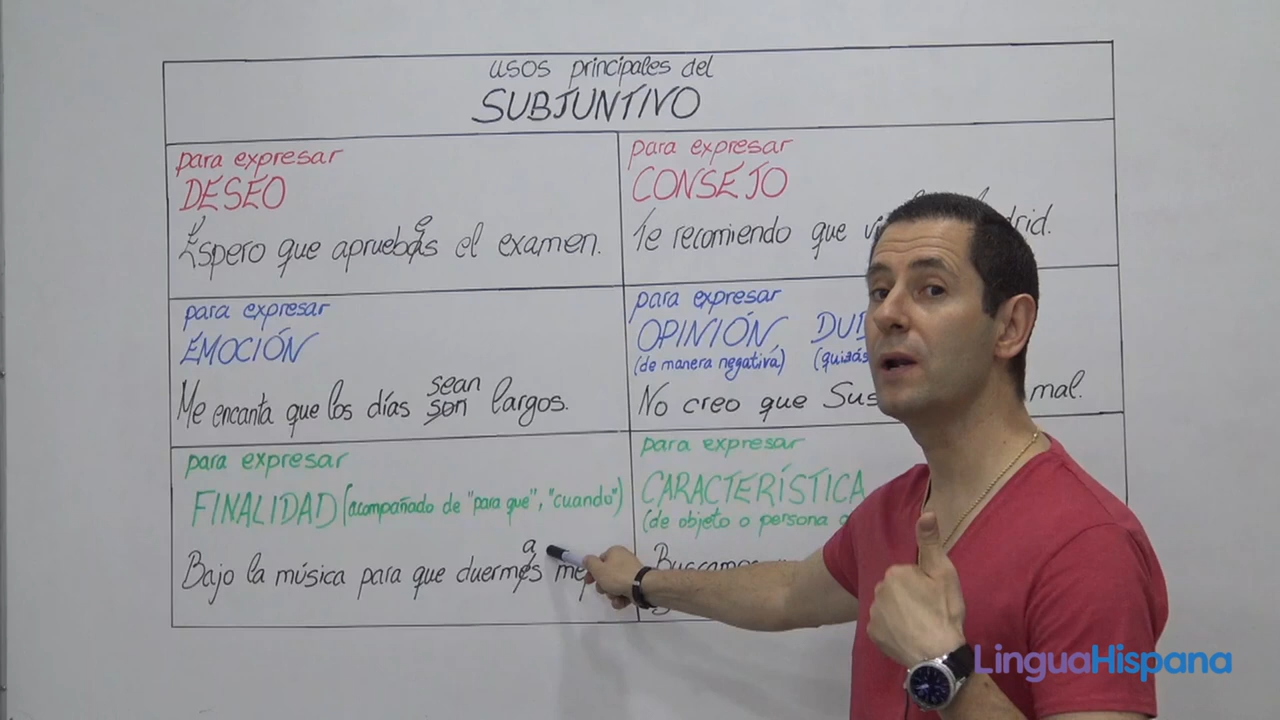 usos principales del
SUBJUNTIVO
para expresar
DESEO
e
Espero que apruebas el examen.
para expresar
CONSEJO
Te recomiendo que
para expresar
EMOCIÓN
sean
Me encanta que los días son largos.
para expresar
OPINIÓN
(de manera negativa) (quizás
No creo que mal.
para expresar
FINALIDAD (acompañado de "para que", "cuando")
a
Bajo la música para que duermes
para expresar
CARACTERÍSTICA
(de objeto o persona
Buscamos
LinguaHispana